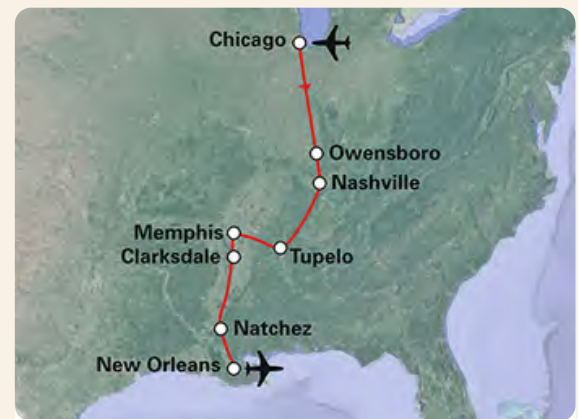 Chicago
Owensboro
Nashville
Memphis
Clarksdale
Tupelo
Natchez
New Orleans